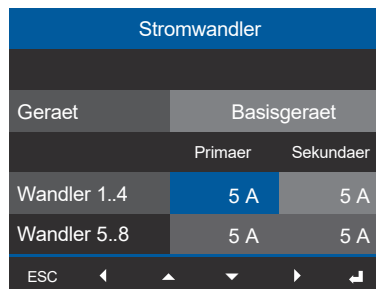 Stromwandler
Geraet Basisgeraet
Primaer Sekundaer
Wandler 1..4 5 A 5 A
Wandler 5..8 5 A 5 A
ESC